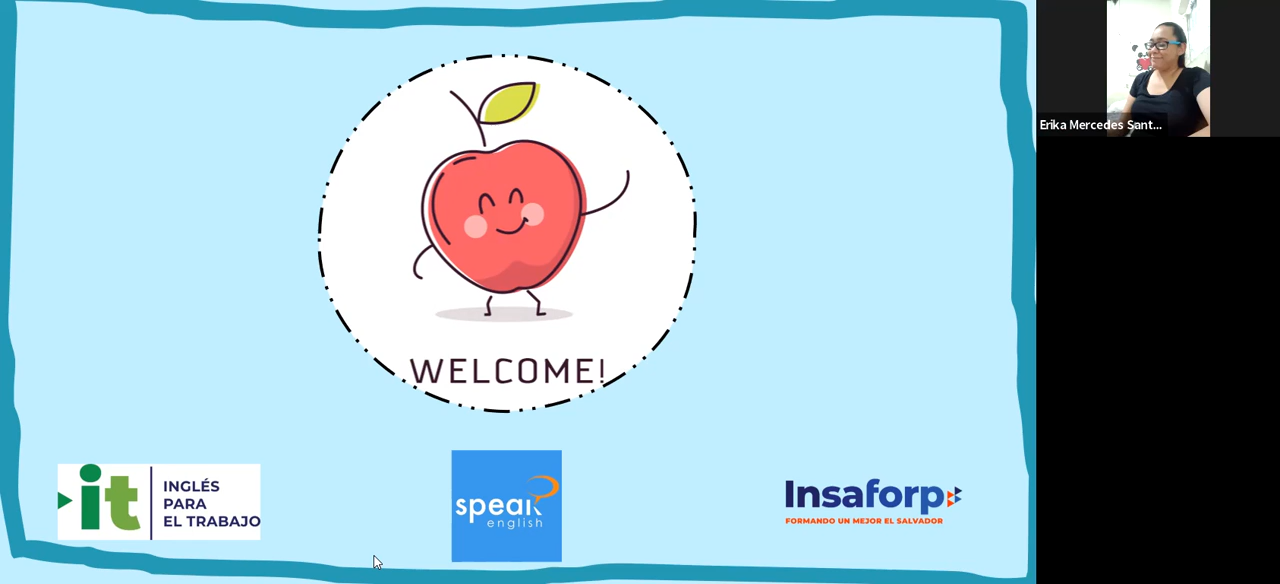 Erika Mercedes Sant...
WELCOME!
it
INGLÉS
PARA
EL TRABAJO
speak
english
Insaforp
FORMANDO UN MEJOR EL SALVADOR